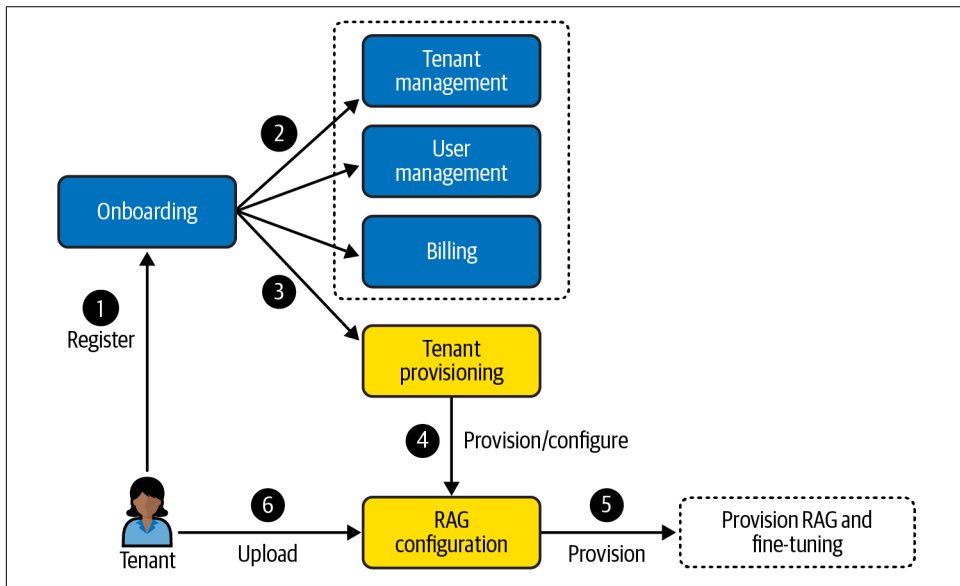 Tenant
management
2
User
management
Onboarding
Billing
3
1
Register
Tenant
provisioning
4
Provision/configure
6
RAG
configuration
5
Provision RAG and
fine-tuning
Tenant
Upload
Provision